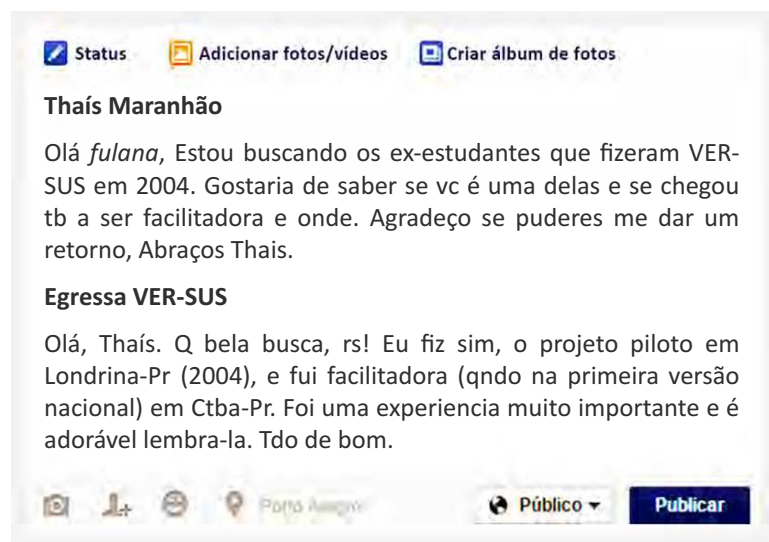 Status Adicionar fotos/vídeos Criar álbum de fotos
Thaís Maranhão
Olá fulana, Estou buscando os ex-estudantes que fizeram VER-
SUS em 2004. Gostaria de saber se vc é uma delas e se chegou
tb a ser facilitadora e onde. Agradeço se puderes me dar um
retorno, Abraços Thais.
Egressa VER-SUS
Olá, Thaís. Q bela busca, rs! Eu fiz sim, o projeto piloto em
Londrina-Pr (2004), e fui facilitadora (qndo na primeira versão
nacional) em Ctba-Pr. Foi uma experiencia muito importante e é
adorável lembra-la. Tdo de bom.
Porto Alegre Público Publicar